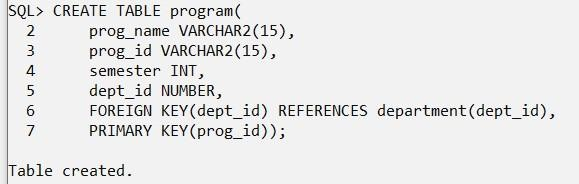 SQL> CREATE TABLE program(
  2      prog_name VARCHAR2(15),
  3      prog_id VARCHAR2(15),
  4      semester INT,
  5      dept_id NUMBER,
  6      FOREIGN KEY(dept_id) REFERENCES department(dept_id),
  7      PRIMARY KEY(prog_id));

Table created.